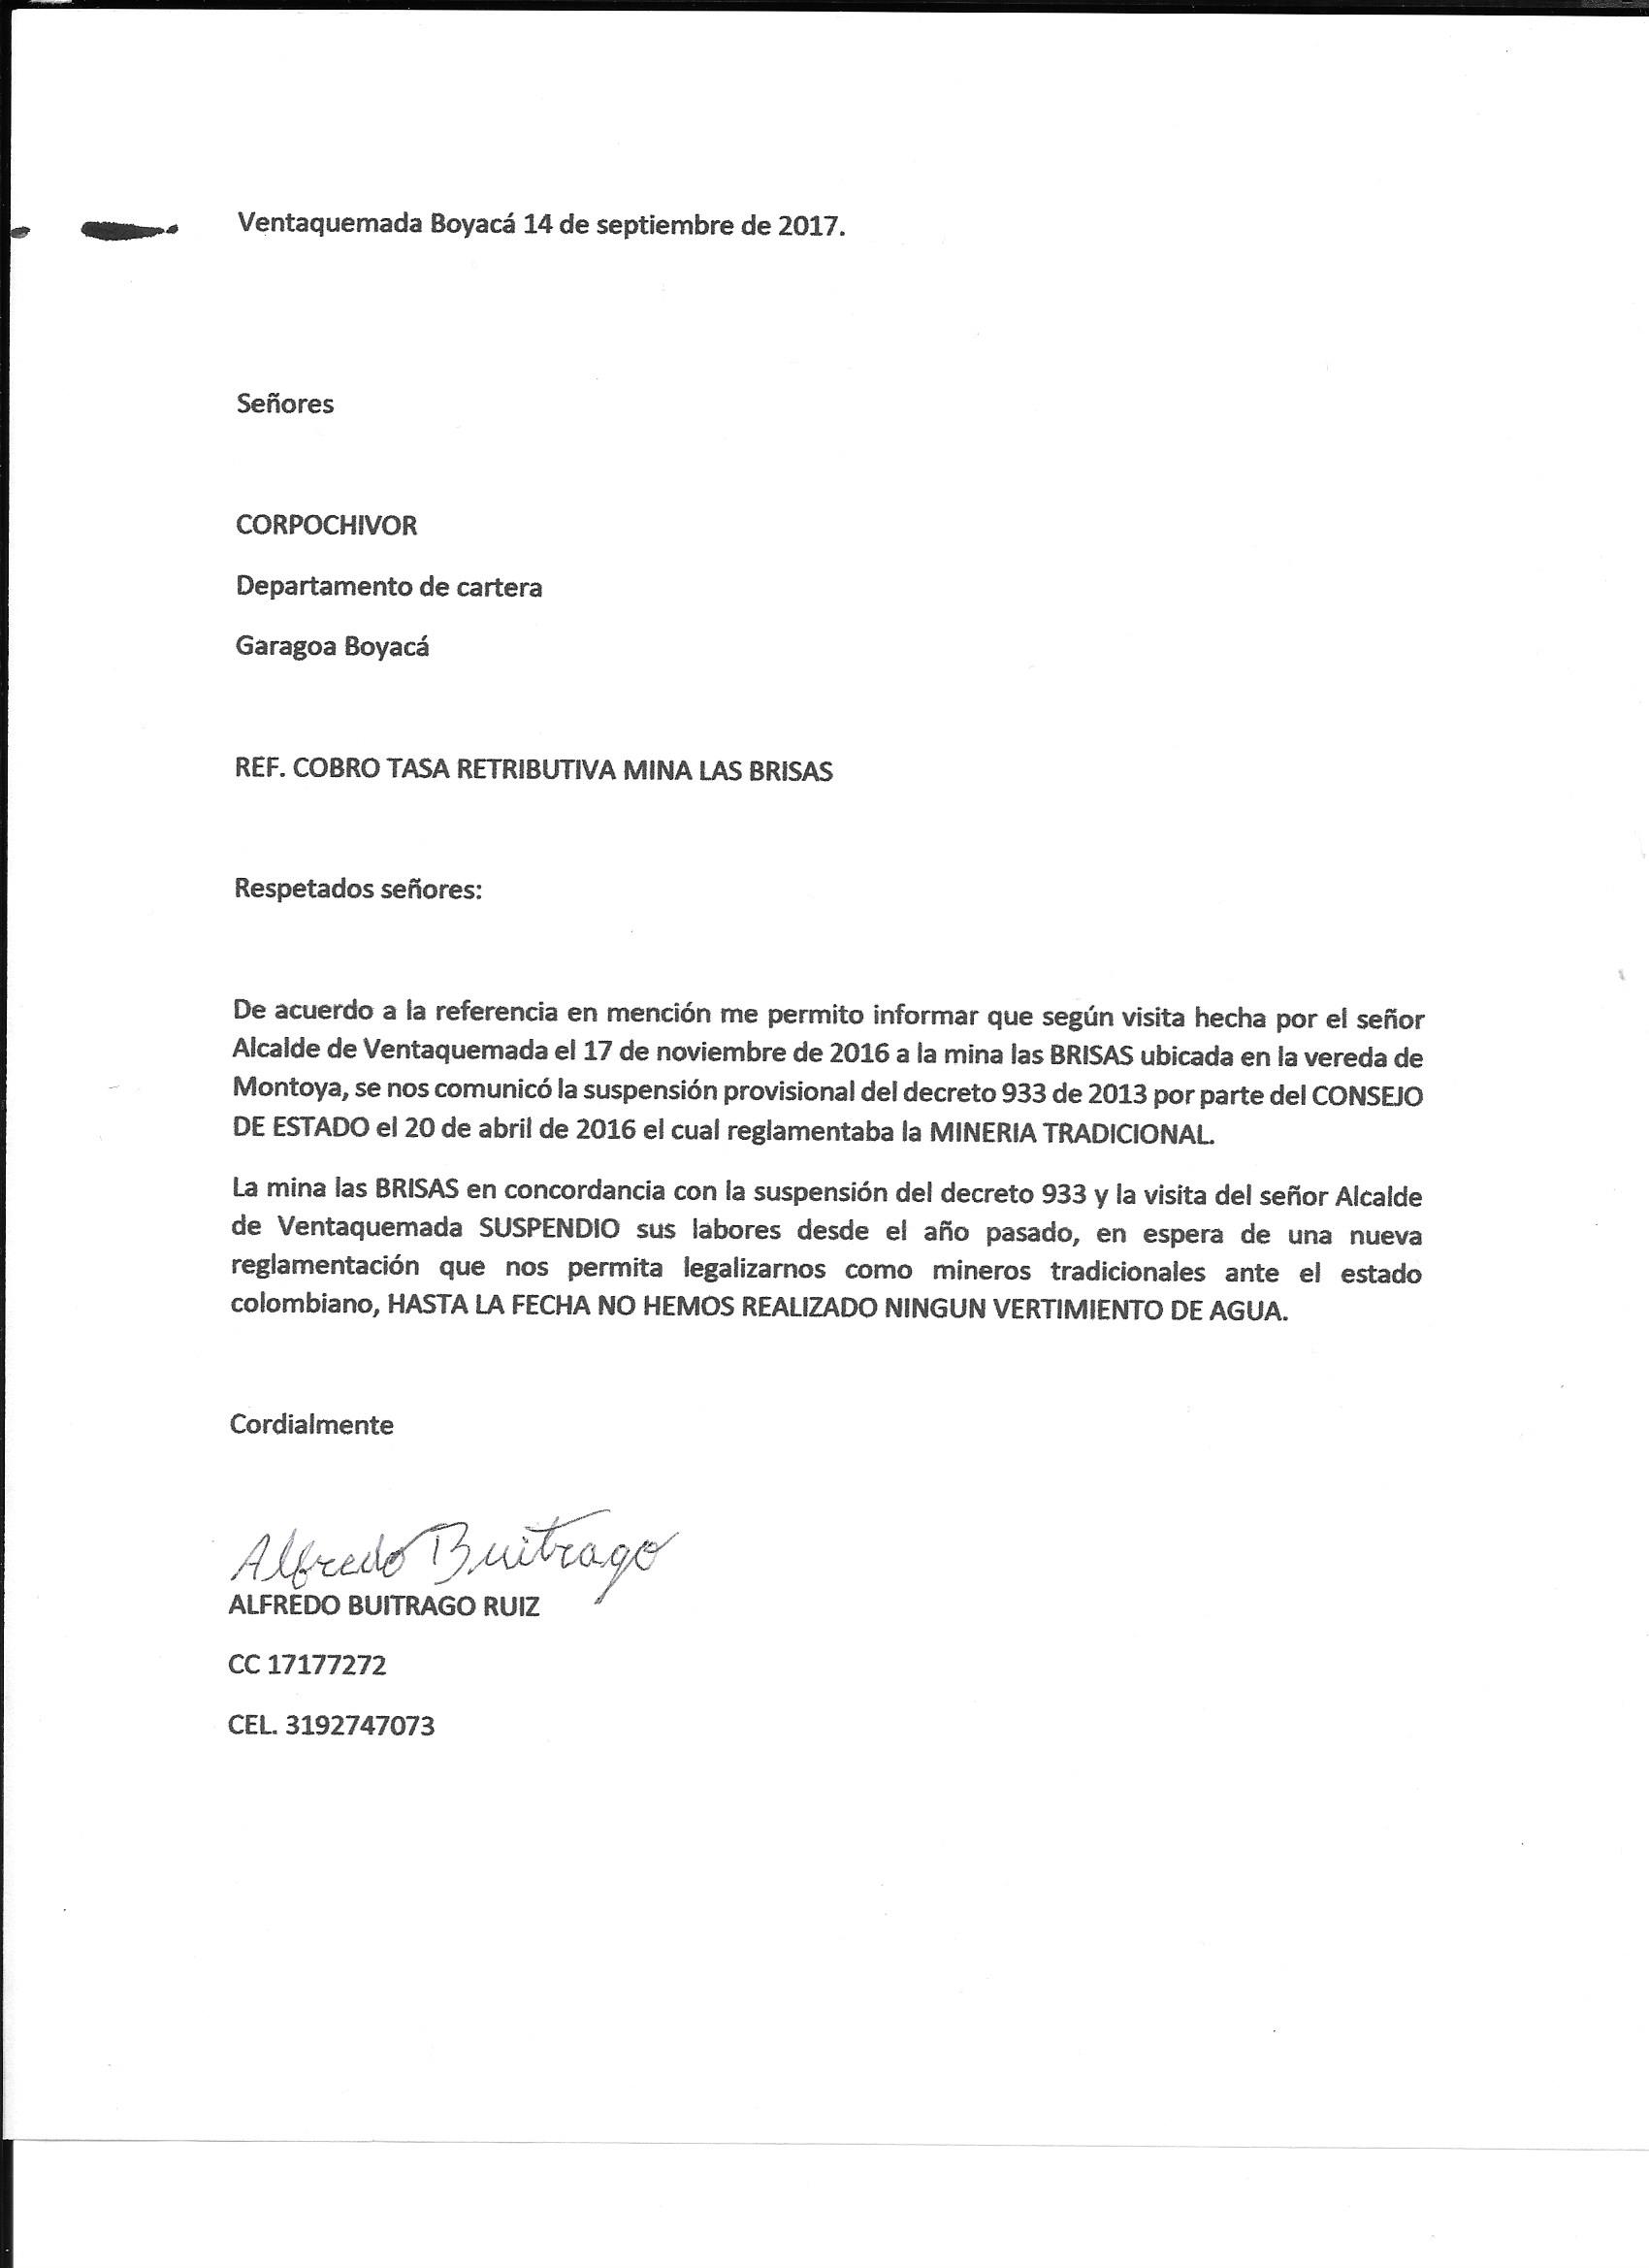 Ventaquemada Boyacá 14 de septiembre de 2017.
Señores
CORPOCHIVOR
Departamento de cartera
Garagoa Boyacá
REF. COBRO TASA RETRIBUTIVA MINA LAS BRISAS
Respetados señores:
De acuerdo a la referencia en mención me permito informar que según visita hecha por el señor
Alcalde de Ventaquemada el 17 de noviembre de 2016 a la mina las BRISAS ubicada en la vereda de
Montoya, se nos comunicó la suspensión provisional del decreto 933 de 2013 por parte del CONSEJO
DE ESTADO el 20 de abril de 2016 el cual reglamentaba la MINERIA TRADICIONAL.
La mina las BRISAS en concordancia con la suspensión del decreto 933 y la visita del señor Alcalde
de Ventaquemada SUSPENDIO sus labores desde el año pasado, en espera de una nueva
reglamentación que nos permita legalizarnos como mineros tradicionales ante el estado
colombiano, HASTA LA FECHA NO HEMOS REALIZADO NINGUN VERTIMIENTO DE AGUA.
Cordialmente
Alfredo Buitrago
ALFREDO BUITRAGO RUIZ
CC 17177272
CEL. 3192747073